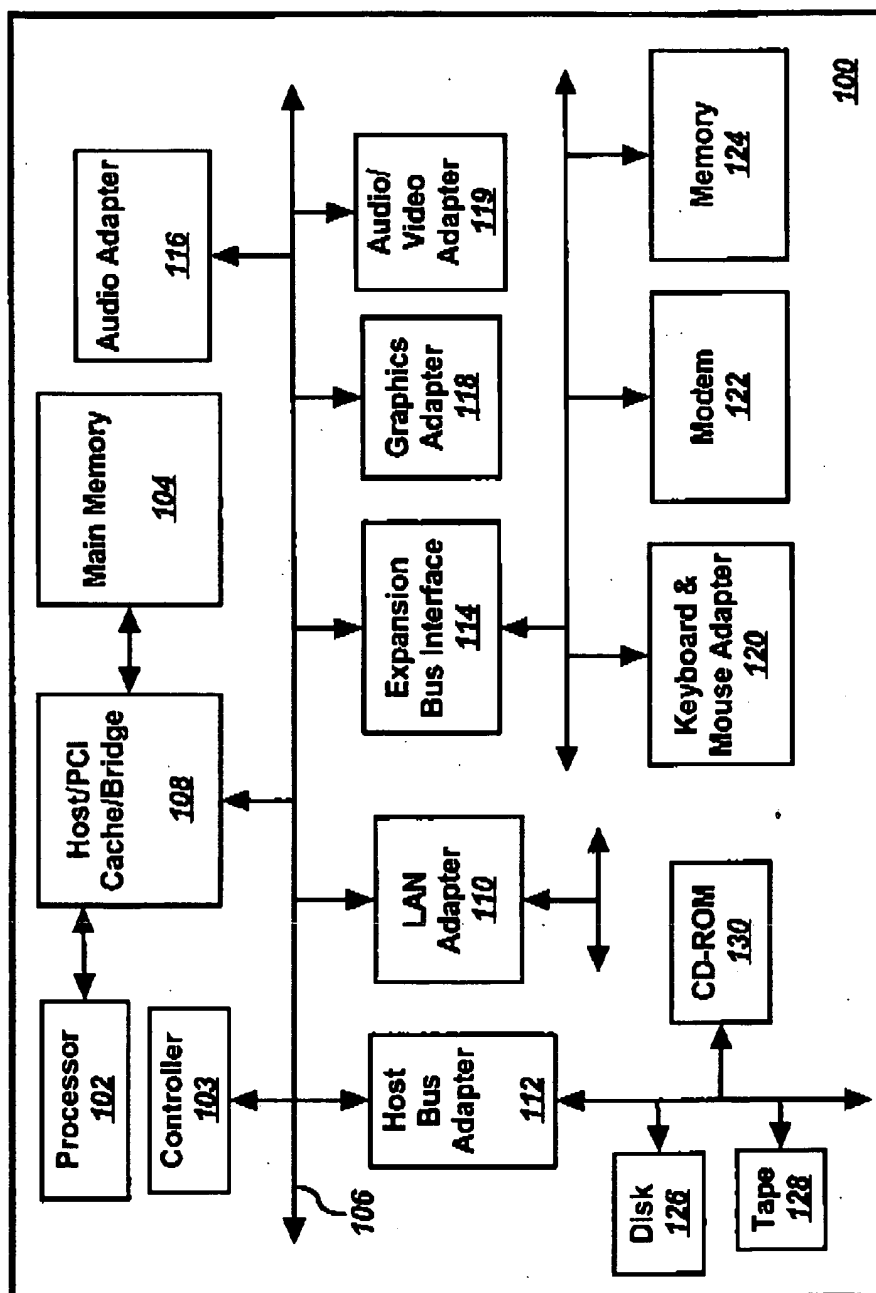 Processor
102
Host/PCI
Cache/Bridge
108
Main Memory
104
Audio Adapter
116
Controller
103
106
Host
Bus
Adapter
112
LAN
Adapter
110
Expansion
Bus Interface
114
Graphics
Adapter
118
Audio/
Video
Adapter
119
Disk
126
Tape
128
CD-ROM
130
Keyboard &
Mouse Adapter
120
Modem
122
Memory
124
100